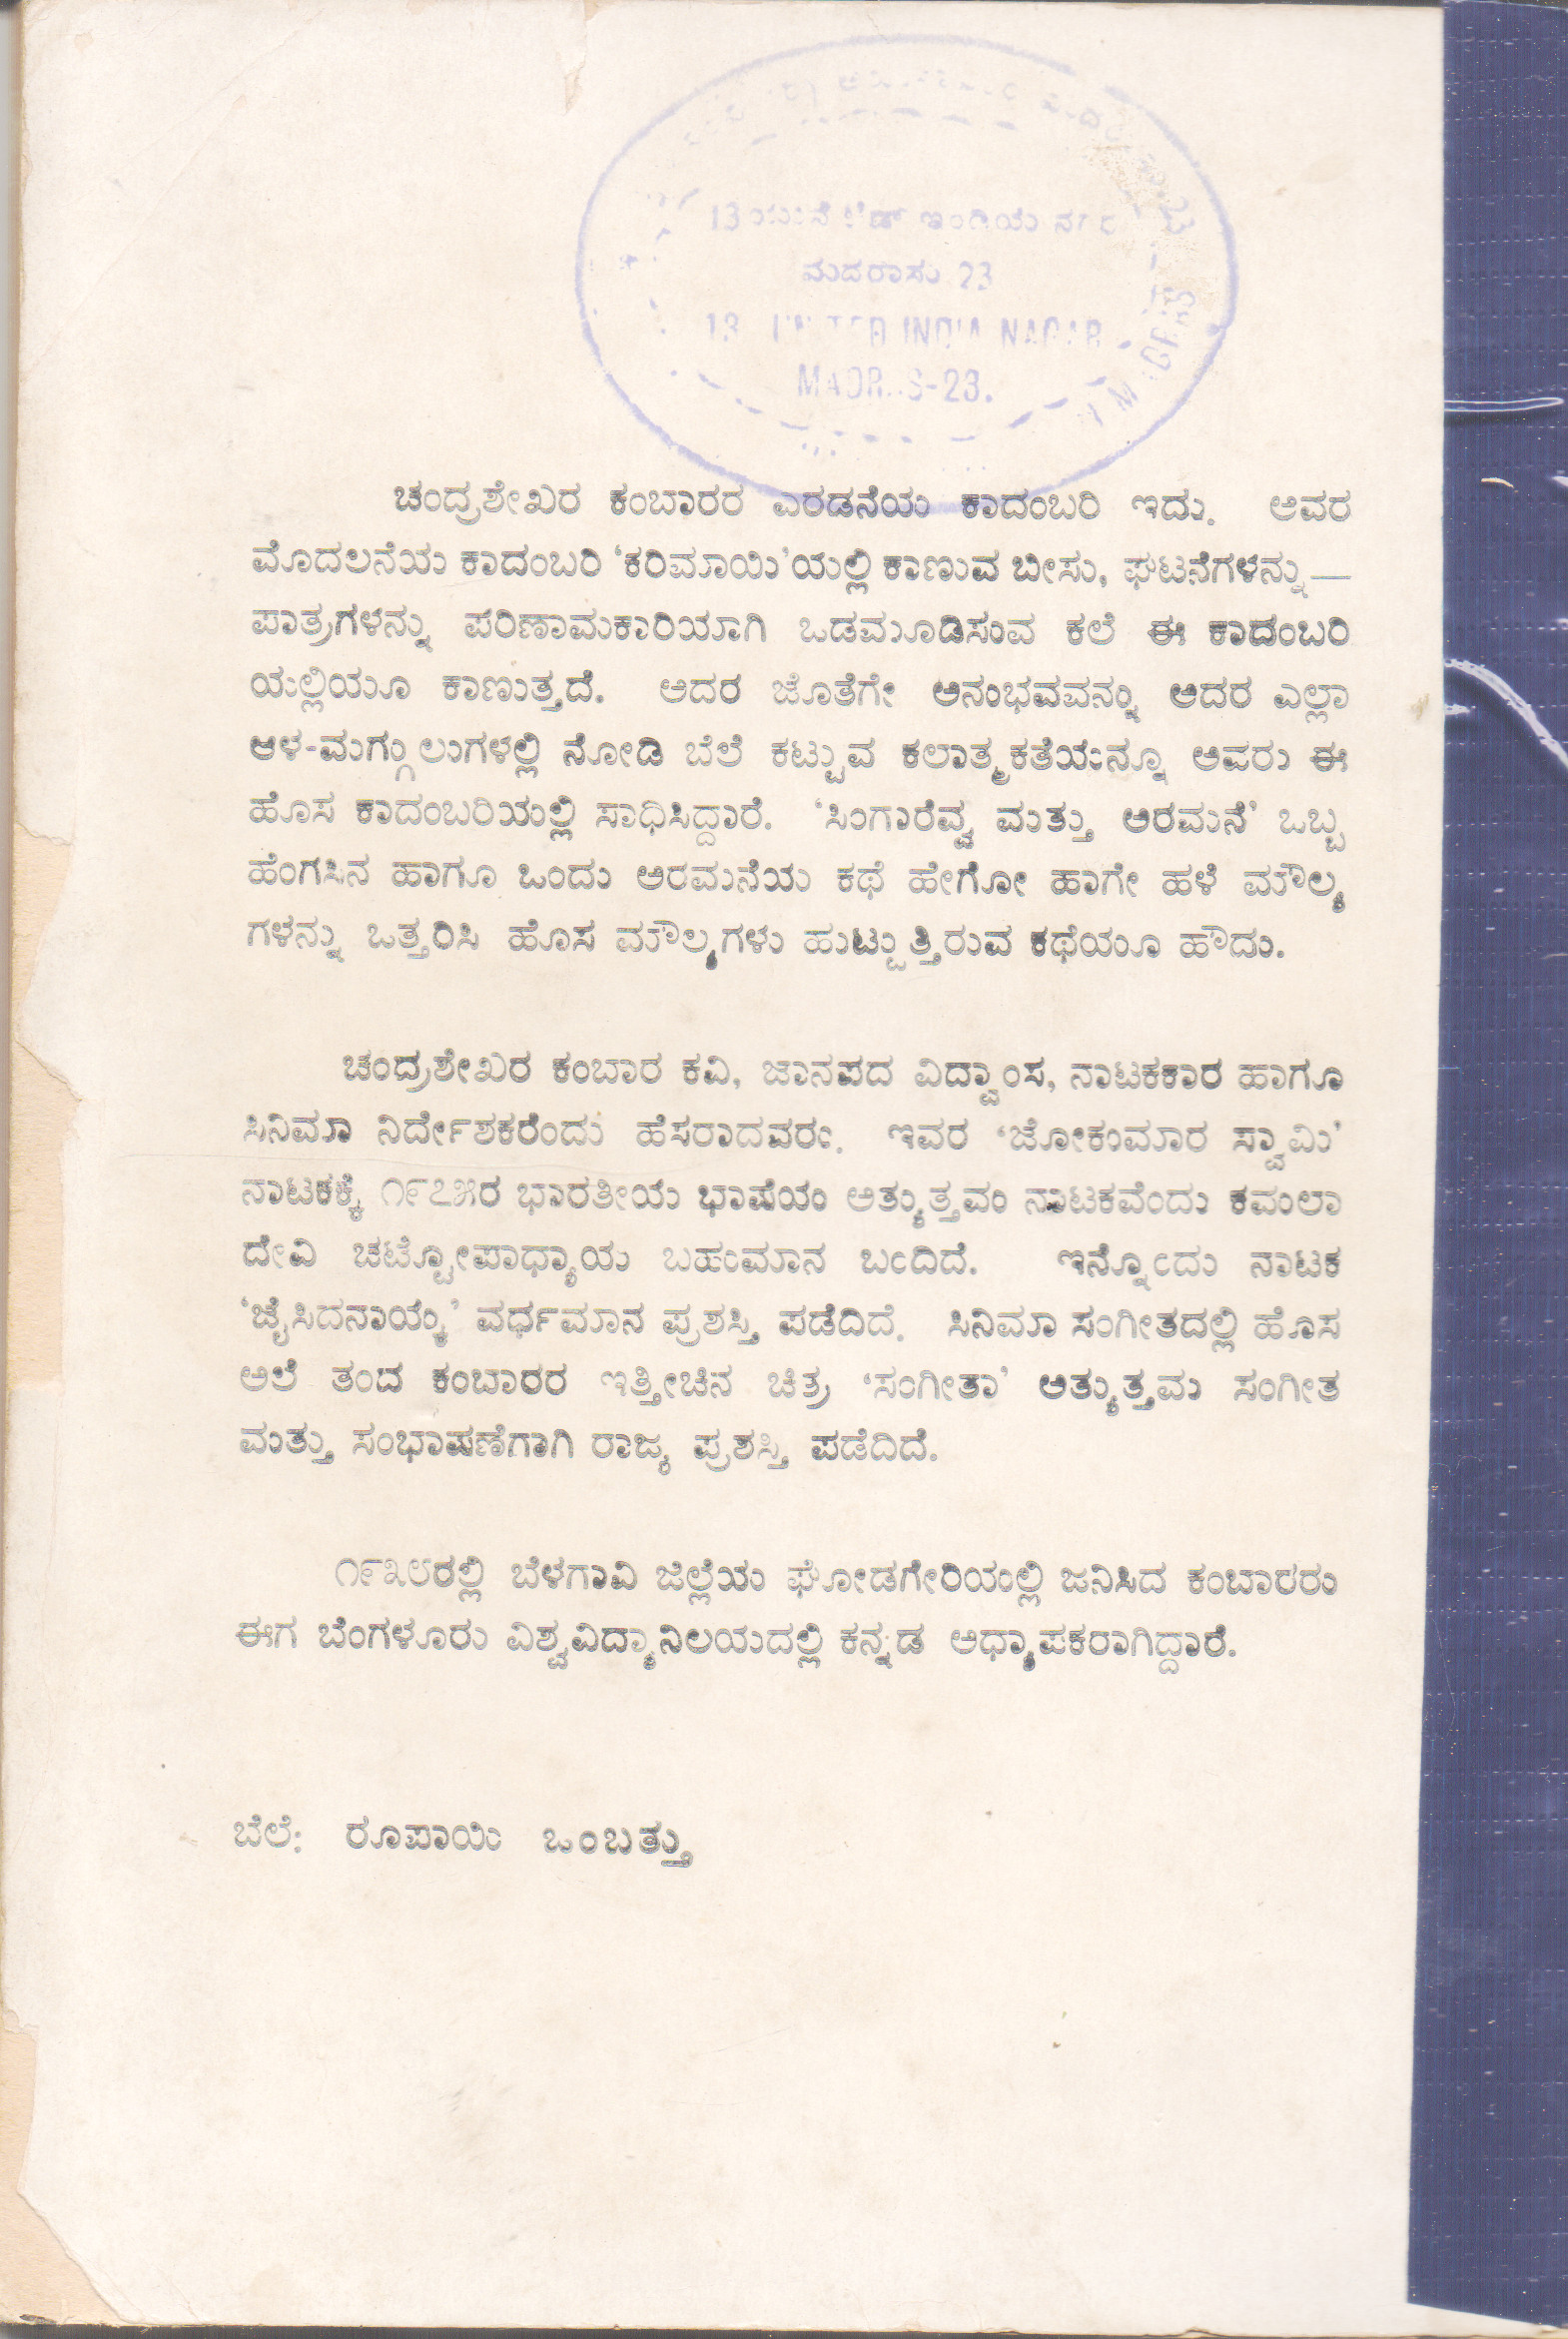 13 ಯುನೈಟೆಡ್ ಇಂಡಿಯ ನಗರ
ಮದರಾಸು 23
13 UNITED INDIA NAGAR
MADRAS-23.
ಚಂದ್ರಶೇಖರ ಕಂಬಾರರ ಎರಡನೆಯ ಕಾದಂಬರಿ ಇದು. ಅವರ
ಮೊದಲನೆಯ ಕಾದಂಬರಿ ‘ಕರಿಮಾಯಿ’ಯಲ್ಲಿ ಕಾಣುವ ಬೀಸು, ಘಟನೆಗಳನ್ನು—
ಪಾತ್ರಗಳನ್ನು ಪರಿಣಾಮಕಾರಿಯಾಗಿ ಒಡಮೂಡಿಸುವ ಕಲೆ ಈ ಕಾದಂಬರಿ
ಯಲ್ಲಿಯೂ ಕಾಣುತ್ತದೆ. ಅದರ ಜೊತೆಗೇ ಅನುಭವವನ್ನು ಅದರ ಎಲ್ಲಾ
ಆಳ-ಮಗ್ಗುಲುಗಳಲ್ಲಿ ನೋಡಿ ಬೆಲೆ ಕಟ್ಟುವ ಕಲಾತ್ಮಕತೆಯನ್ನೂ ಅವರು ಈ
ಹೊಸ ಕಾದಂಬರಿಯಲ್ಲಿ ಸಾಧಿಸಿದ್ದಾರೆ. ‘ಸಿಂಗಾರೆವ್ವ ಮತ್ತು ಅರಮನೆ’ ಒಬ್ಬ
ಹೆಂಗಸಿನ ಹಾಗೂ ಒಂದು ಅರಮನೆಯ ಕಥೆ ಹೇಗೋ ಹಾಗೇ ಹಳೆ ಮೌಲ್ಯ
ಗಳನ್ನು ಒತ್ತರಿಸಿ ಹೊಸ ಮೌಲ್ಯಗಳು ಹುಟ್ಟುತ್ತಿರುವ ಕಥೆಯೂ ಹೌದು.
ಚಂದ್ರಶೇಖರ ಕಂಬಾರ ಕವಿ, ಜಾನಪದ ವಿದ್ವಾಂಸ, ನಾಟಕಕಾರ ಹಾಗೂ
ಸಿನಿಮಾ ನಿರ್ದೇಶಕರೆಂದು ಹೆಸರಾದವರು. ಇವರ ‘ಜೋಕುಮಾರ ಸ್ವಾಮಿ’
ನಾಟಕಕ್ಕೆ ೧೯೭೫ರ ಭಾರತೀಯ ಭಾಷೆಯ ಅತ್ಯುತ್ತಮ ನಾಟಕವೆಂದು ಕಮಲಾ
ದೇವಿ ಚಟ್ಟೋಪಾಧ್ಯಾಯ ಬಹುಮಾನ ಬಂದಿದೆ. ಇನ್ನೊಂದು ನಾಟಕ
‘ಜೈಸಿದನಾಯ್ಕ’ ವರ್ಧಮಾನ ಪ್ರಶಸ್ತಿ ಪಡೆದಿದೆ. ಸಿನಿಮಾ ಸಂಗೀತದಲ್ಲಿ ಹೊಸ
ಅಲೆ ತಂದ ಕಂಬಾರರ ಇತ್ತೀಚಿನ ಚಿತ್ರ ‘ಸಂಗೀತಾ’ ಅತ್ಯುತ್ತಮ ಸಂಗೀತ
ಮತ್ತು ಸಂಭಾಷಣೆಗಾಗಿ ರಾಜ್ಯ ಪ್ರಶಸ್ತಿ ಪಡೆದಿದೆ.
೧೯೩೮ರಲ್ಲಿ ಬೆಳಗಾವಿ ಜಿಲ್ಲೆಯ ಘೋಡಗೇರಿಯಲ್ಲಿ ಜನಿಸಿದ ಕಂಬಾರರು
ಈಗ ಬೆಂಗಳೂರು ವಿಶ್ವವಿದ್ಯಾನಿಲಯದಲ್ಲಿ ಕನ್ನಡ ಅಧ್ಯಾಪಕರಾಗಿದ್ದಾರೆ.
ಬೆಲೆ: ರೂಪಾಯಿ ಒಂಬತ್ತು